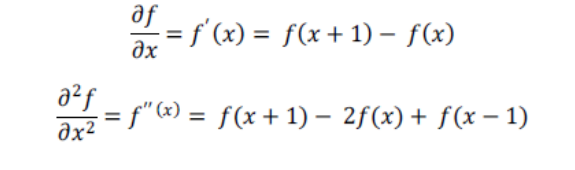 ∂f/∂x = f′(x) = f(x + 1) − f(x)
∂²f/∂x² = f″(x) = f(x + 1) − 2f(x) + f(x − 1)